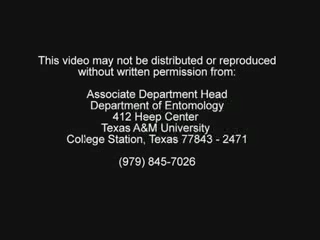 This video may not be distributed or reproduced
without written permission from:
Associate Department Head
Department of Entomology
412 Heep Center
Texas A&M University
College Station, Texas 77843 - 2471
(979) 845-7026